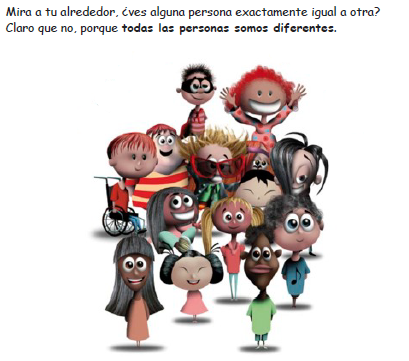 Mira a tu alrededor, ¿ves alguna persona exactamente igual a otra?
Claro que no, porque todas las personas somos diferentes.